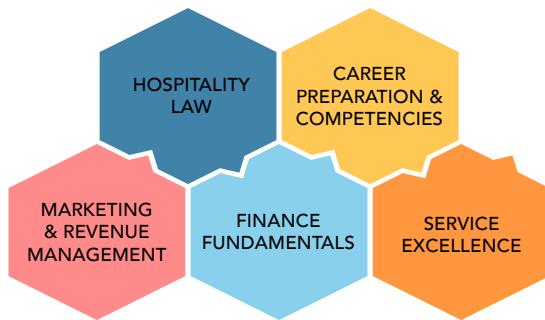 HOSPITALITY
LAW
CAREER
PREPARATION &
COMPETENCIES
MARKETING
& REVENUE
MANAGEMENT
FINANCE
FUNDAMENTALS
SERVICE
EXCELLENCE